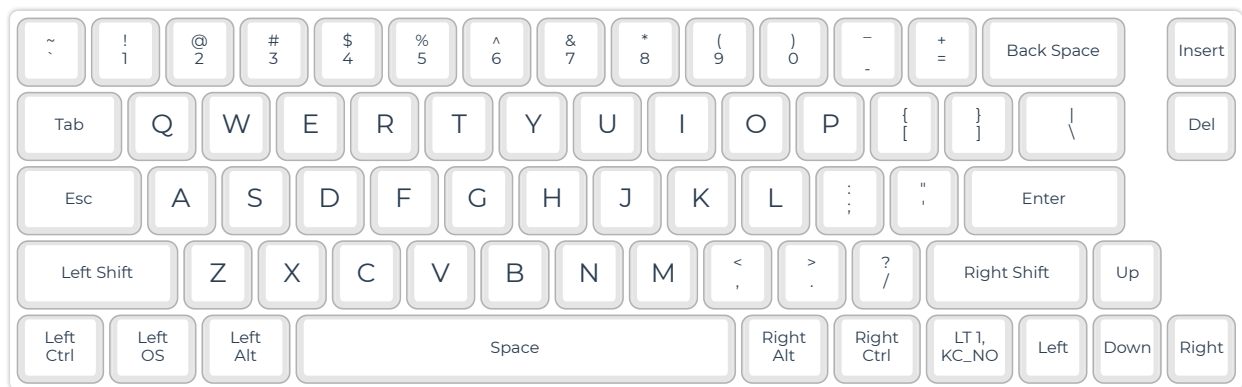 ~ ! @ # $ % ^ & * ( ) _ +
` 1 2 3 4 5 6 7 8 9 0 - = Back Space Insert
Tab Q W E R T Y U I O P { } | Del
[ ] \
Esc A S D F G H J K L : " Enter
; '
Left Shift Z X C V B N M < > ? Right Shift Up
, . /
Left Left Left Space Right Right LT 1, Left Down Right
Ctrl OS Alt Alt Ctrl KC_NO